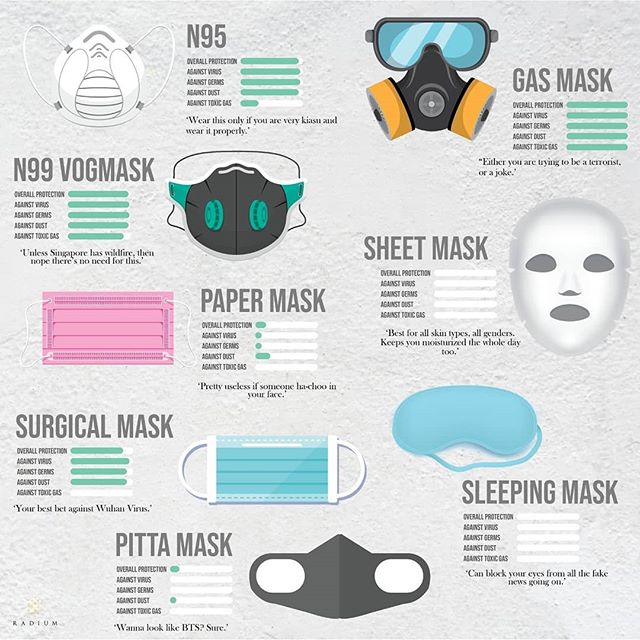 N95
OVERALL PROTECTION
AGAINST VIRUS
AGAINST GERMS
AGAINST DUST
AGAINST TOXIC GAS
'Wear this only if you are very kiasu and
wear it properly.'
GAS MASK
OVERALL PROTECTION
AGAINST VIRUS
AGAINST GERMS
AGAINST DUST
AGAINST TOXIC GAS
"Either you are trying to be a terrorist,
or a joke.'
N99 VOGMASK
OVERALL PROTECTION
AGAINST VIRUS
AGAINST GERMS
AGAINST DUST
AGAINST TOXIC GAS
'Unless Singapore has wildfire, then
nope there's no need for this.'
SHEET MASK
OVERALL PROTECTION
AGAINST VIRUS
AGAINST GERMS
AGAINST DUST
AGAINST TOXIC GAS
'Best for all skin types, all genders.
Keeps you moisturized the whole day
too.'
PAPER MASK
OVERALL PROTECTION
AGAINST VIRUS
AGAINST GERMS
AGAINST DUST
AGAINST TOXIC GAS
'Pretty useless if someone ha-choo in
your face.'
SURGICAL MASK
OVERALL PROTECTION
AGAINST VIRUS
AGAINST GERMS
AGAINST DUST
AGAINST TOXIC GAS
'Your best bet against Wuhan Virus.'
SLEEPING MASK
OVERALL PROTECTION
AGAINST VIRUS
AGAINST GERMS
AGAINST DUST
AGAINST TOXIC GAS
'Can block your eyes from all the fake
news going on.'
PITTA MASK
OVERALL PROTECTION
AGAINST VIRUS
AGAINST GERMS
AGAINST DUST
AGAINST TOXIC GAS
'Wanna look like BTS? Sure.'
RADIUM